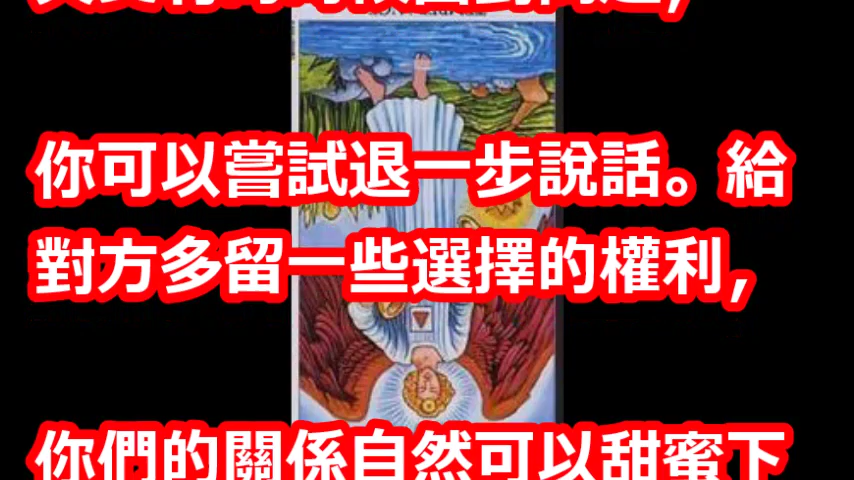 你可以嘗試退一步說話。給
對方多留一些選擇的權利,
你們的關係自然可以甜蜜下